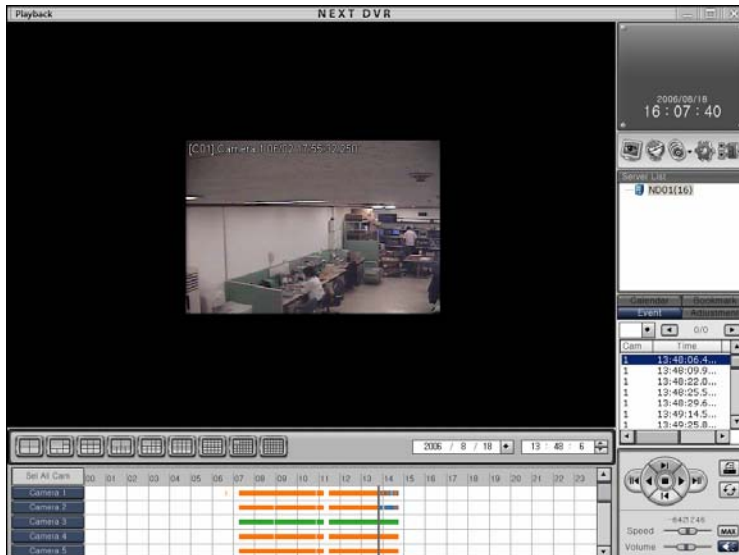 Playback
NEXT DVR
2006/08/18
16:07:40
[C01] Camera 1
Server List
ND01(16)
Calendar Bookmark
Event Adjustment
0/0
Cam Time
1 13:48:06.4...
1 13:48:09.9...
1 13:48:22.0...
1 13:48:25.5...
1 13:48:29.6...
1 13:49:14.5...
1 13:49:25.8...
2006 / 8 / 18 13 : 48 : 6
Sel All Cam 00 01 02 03 04 05 06 07 08 09 10 11 12 13 14 15 16 17 18 19 20 21 22 23
Camera 1
Camera 2
Camera 3
Camera 4
Camera 5
Speed MAX
Volume